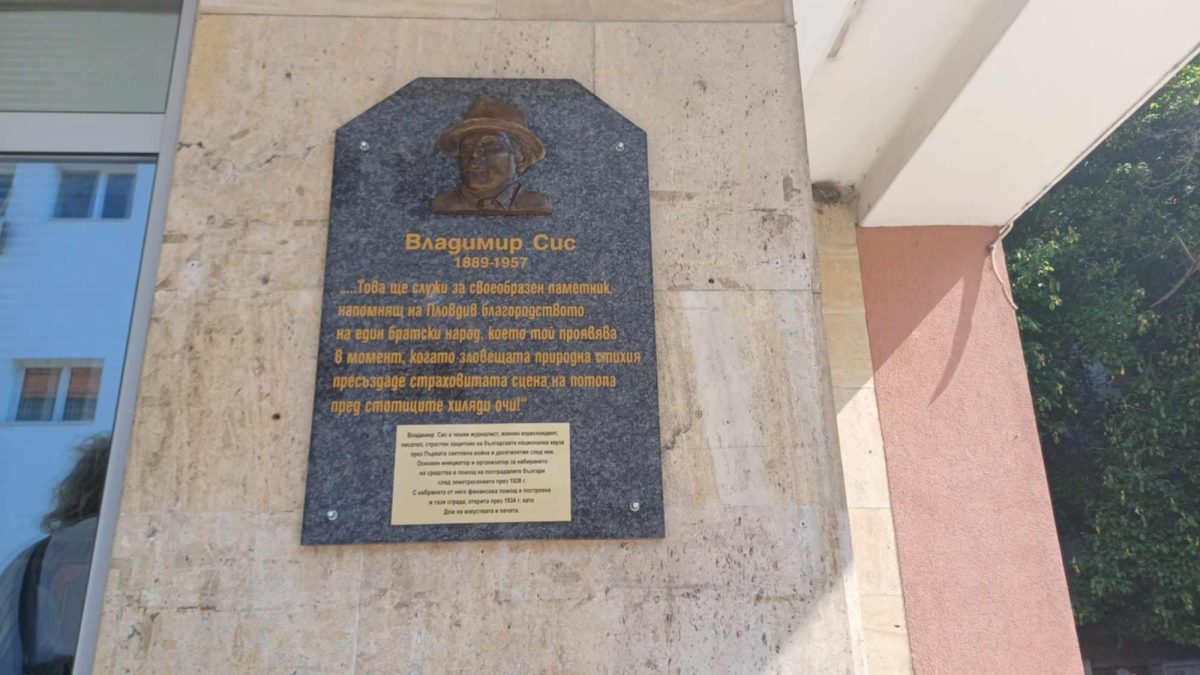 Владимир Сис
1889-1957
„...Това ще служи за своеобразен паметник,
напомнящ на Пловдив благородството
на един братски народ, което той проявява
в момент, когато зловещата природна стихия
пресъздаде страховитата сцена на потопа
пред стотиците хиляди очи!“
Владимир Сис е чешки журналист, военен кореспондент,
писател, страстен защитник на българската национална кауза
през Първата световна война и десетилетия след нея.
Основен инициатор и организатор за набирането
на средства в помощ на пострадалите българи
след земетресението през 1928 г.
С набраната от него финансова помощ е построена
и тази сграда, открита през 1934 г. като
Дом на изкуствата и печата.